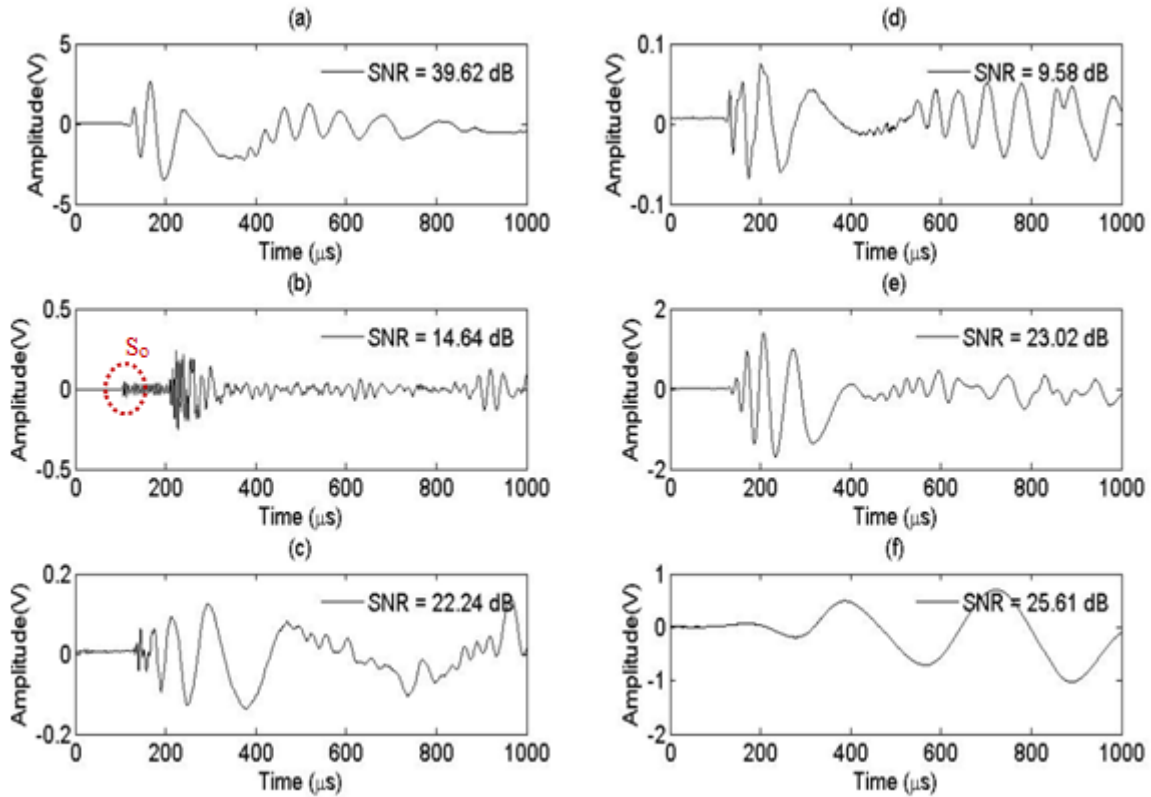 (a)
5
0
-5
Amplitude(V)
SNR = 39.62 dB
0 200 400 600 800 1000
Time (μs)
(b)
0.5
0
-0.5
Amplitude(V)
So
SNR = 14.64 dB
0 200 400 600 800 1000
Time (μs)
(c)
0.2
0
-0.2
Amplitude(V)
SNR = 22.24 dB
0 200 400 600 800 1000
Time (μs)
(d)
0.1
0
-0.1
Amplitude(V)
SNR = 9.58 dB
0 200 400 600 800 1000
Time (μs)
(e)
2
0
-2
Amplitude(V)
SNR = 23.02 dB
0 200 400 600 800 1000
Time (μs)
(f)
1
0
-1
-2
Amplitude(V)
SNR = 25.61 dB
0 200 400 600 800 1000
Time (μs)